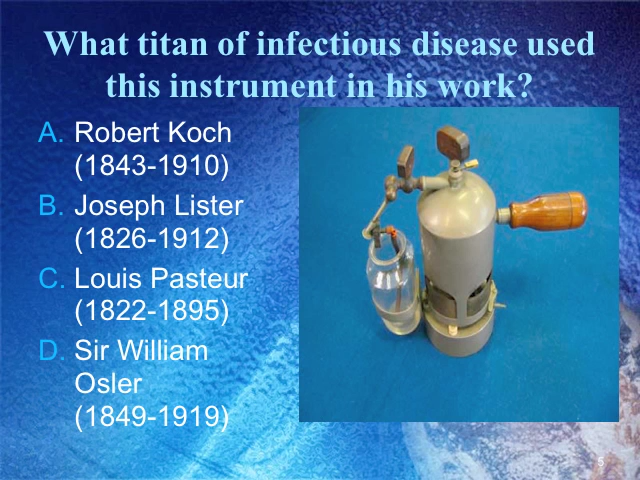 What titan of infectious disease used
this instrument in his work?
A. Robert Koch
(1843-1910)
B. Joseph Lister
(1826-1912)
C. Louis Pasteur
(1822-1895)
D. Sir William
Osler
(1849-1919)